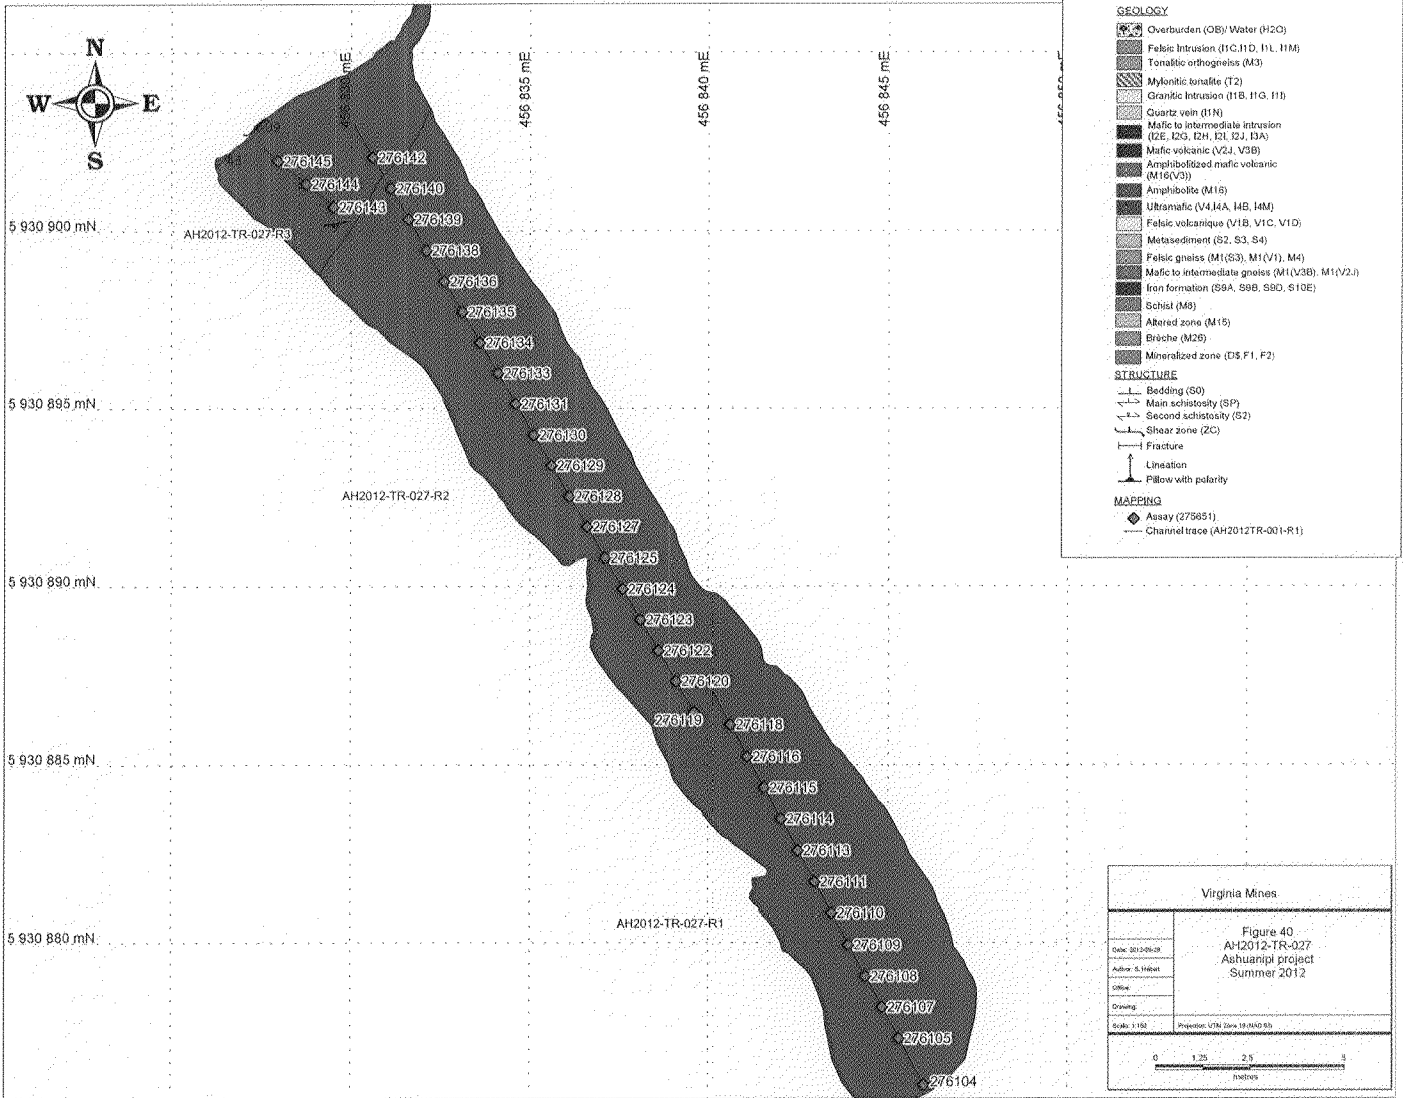 N
W E
S
456 835 mE
456 840 mE
456 845 mE
5 930 900 mN
5 930 895 mN
5 930 890 mN
5 930 885 mN
5 930 880 mN
276145
276144
276143
276142
276140
276139
276138
276136
276135
276134
276133
276131
276130
276129
276128
276127
276125
276124
276123
276122
276120
276119
276118
276116
276115
276114
276113
276111
276110
276109
276108
276107
276105
276104
AH2012-TR-027-R3
AH2012-TR-027-R2
AH2012-TR-027-R1
GEOLOGY
Overburden (OB)/ Water (H2O)
Felsic Intrusion (I1C,I1D, I1L, I1M)
Tonalitic orthogneiss (M3)
Mylonitic tonalite (T2)
Granitic Intrusion (I1B, I1G, I1I)
Quartz vein (I1N)
Mafic to intermediate intrusion
(I2E, I2G, I2H, I2I, I2J, I3A)
Mafic volcanic (V2J, V3B)
Amphibolitized mafic volcanic
(M16(V3))
Amphibolite (M16)
Ultramafic (V4,I4A, I4B, I4M)
Felsic volcanique (V1B, V1C, V1D)
Metasediment (S2, S3, S4)
Felsic gneiss (M1(S3), M1(V1), M4)
Mafic to intermediate gneiss (M1(V3B), M1(V2J)
Iron formation (S9A, S9B, S9D, S10E)
Schist (M8)
Altered zone (M15)
Brèche (M26)
Mineralized zone (DS,F1, F2)
STRUCTURE
Bedding (S0)
Main schistosity (SP)
Second schistosity (S2)
Shear zone (ZC)
Fracture
Lineation
Pillow with polarity
MAPPING
Assay (275651)
Channel trace (AH2012TR-001-R1)
Virginia Mines
Figure 40
AH2012-TR-027
Ashuanipi project
Summer 2012
Author: S. Hébert
Office:
Drawing:
0 1,25 2,5 5
metres